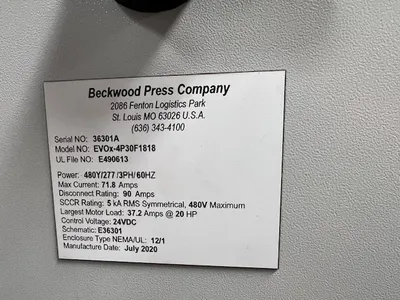 Beckwood Press Company
2086 Fenton Logistics Park
St. Louis MO 63026 U.S.A.
(636) 343-4100
Serial NO: 36301A
Model NO: EVOx-4P30F1818
UL File NO: E490613
Power: 480Y/277 /3PH/60HZ
Max Current: 71.8 Amps
Disconnect Rating: 90 Amps
SCCR Rating: 5 kA RMS Symmetrical, 480V Maximum
Largest Motor Load: 37.2 Amps @ 20 HP
Control Voltage: 24VDC
Schematic: E36301
Enclosure Type NEMA/UL: 12/1
Manufacture Date: July 2020